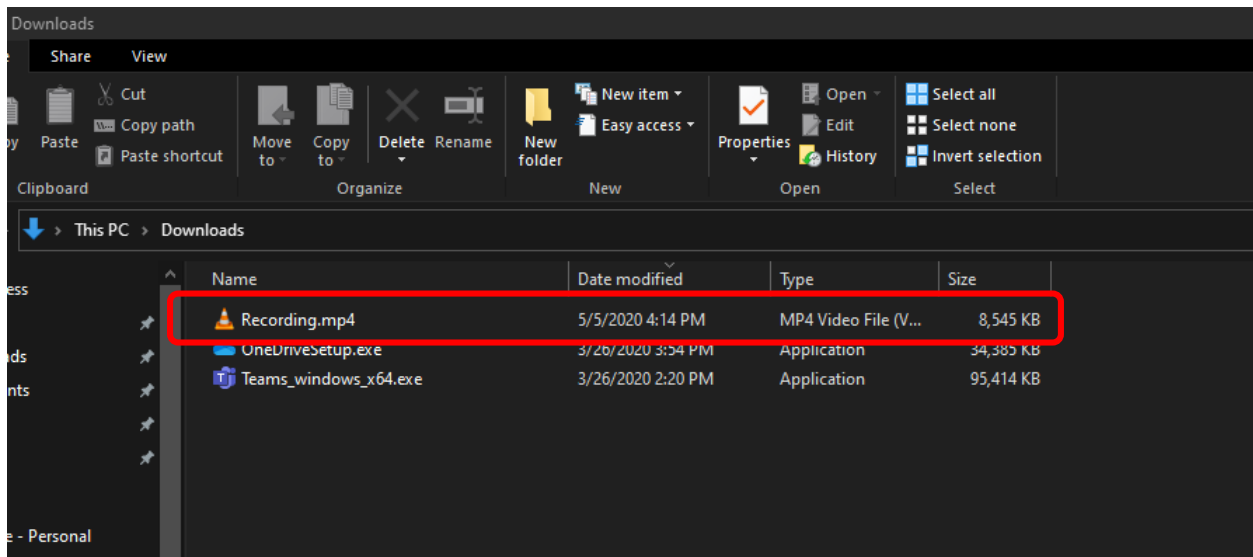 Downloads
Share View
Cut
Copy path
Paste shortcut
Paste
Move to
Copy to
Delete
Rename
New folder
New item
Easy access
Properties
Open
Edit
History
Select all
Select none
Invert selection
Clipboard Organize New Open Select
> This PC > Downloads
Name Date modified Type Size
Recording.mp4 5/5/2020 4:14 PM MP4 Video File (V... 8,545 KB
OneDriveSetup.exe 3/26/2020 3:54 PM Application 34,385 KB
Teams_windows_x64.exe 3/26/2020 2:20 PM Application 95,414 KB
ess
ads
nts
e - Personal